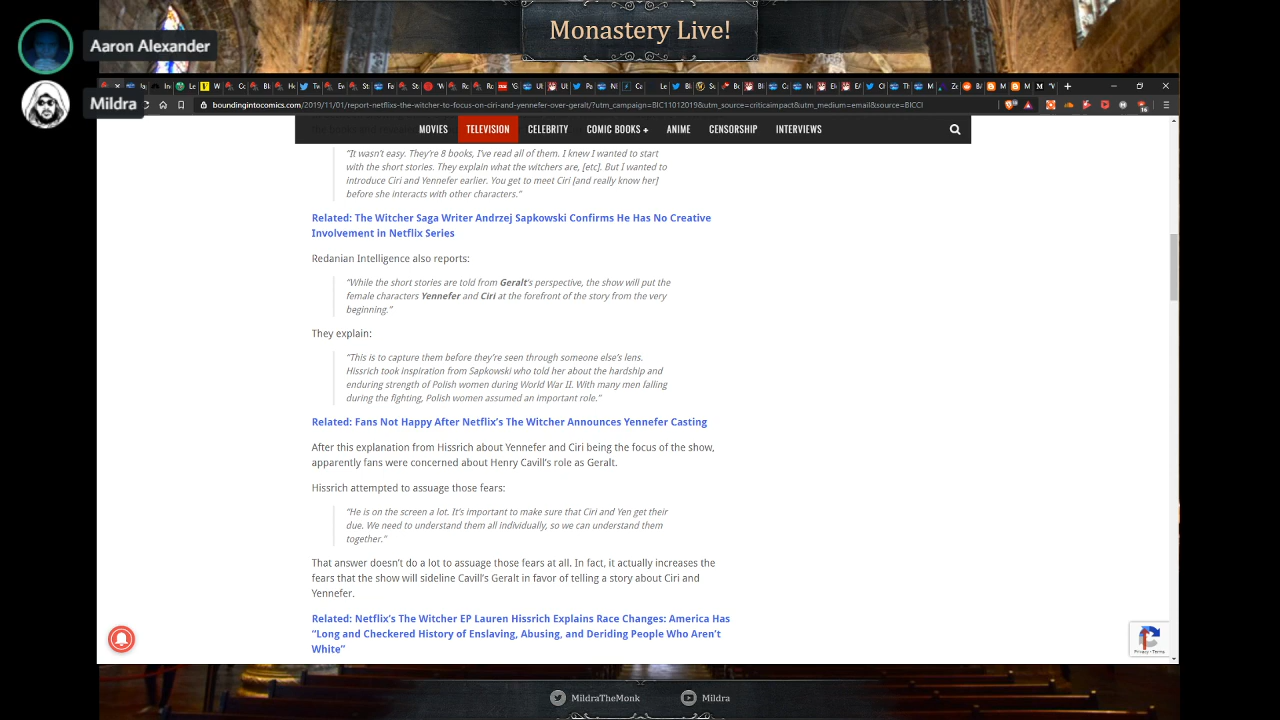 Monastery Live!
Aaron Alexander
Mildra
boundingintocomics.com/2019/11/01/report-netflixs-the-witcher-to-focus-on-ciri-and-yennefer-over-geralt/?utm_campaign=BIC11012019&utm_source=criticaimpact&utm_medium=email&source=BICCI
MOVIES TELEVISION CELEBRITY COMIC BOOKS + ANIME CENSORSHIP INTERVIEWS
“It wasn’t easy. They’re 8 books, I’ve read all of them. I knew I wanted to start
with the short stories. They explain what the witchers are, [etc]. But I wanted to
introduce Ciri and Yennefer earlier. You get to meet Ciri [and really know her]
before she interacts with other characters.”
Related: The Witcher Saga Writer Andrzej Sapkowski Confirms He Has No Creative
Involvement in Netflix Series
Redanian Intelligence also reports:
“While the short stories are told from Geralt’s perspective, the show will put the
female characters Yennefer and Ciri at the forefront of the story from the very
beginning.”
They explain:
“This is to capture them before they’re seen through someone else’s lens.
Hissrich took inspiration from Sapkowski who told her about the hardship and
enduring strength of Polish women during World War II. With many men falling
during the fighting, Polish women assumed an important role.”
Related: Fans Not Happy After Netflix’s The Witcher Announces Yennefer Casting
After this explanation from Hissrich about Yennefer and Ciri being the focus of the show,
apparently fans were concerned about Henry Cavill’s role as Geralt.
Hissrich attempted to assuage those fears:
“He is on the screen a lot. It’s important to make sure that Ciri and Yen get their
due. We need to understand them all individually, so we can understand them
together.”
That answer doesn’t do a lot to assuage those fears at all. In fact, it actually increases the
fears that the show will sideline Cavill’s Geralt in favor of telling a story about Ciri and
Yennefer.
Related: Netflix’s The Witcher EP Lauren Hissrich Explains Race Changes: America Has
“Long and Checkered History of Enslaving, Abusing, and Deriding People Who Aren’t
White”
Privacy - Terms
MildraTheMonk Mildra